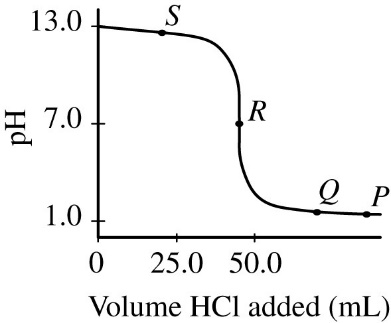 13.0
S
pH
7.0
R
Q
P
1.0
0 25.0 50.0
Volume HCl added (mL)